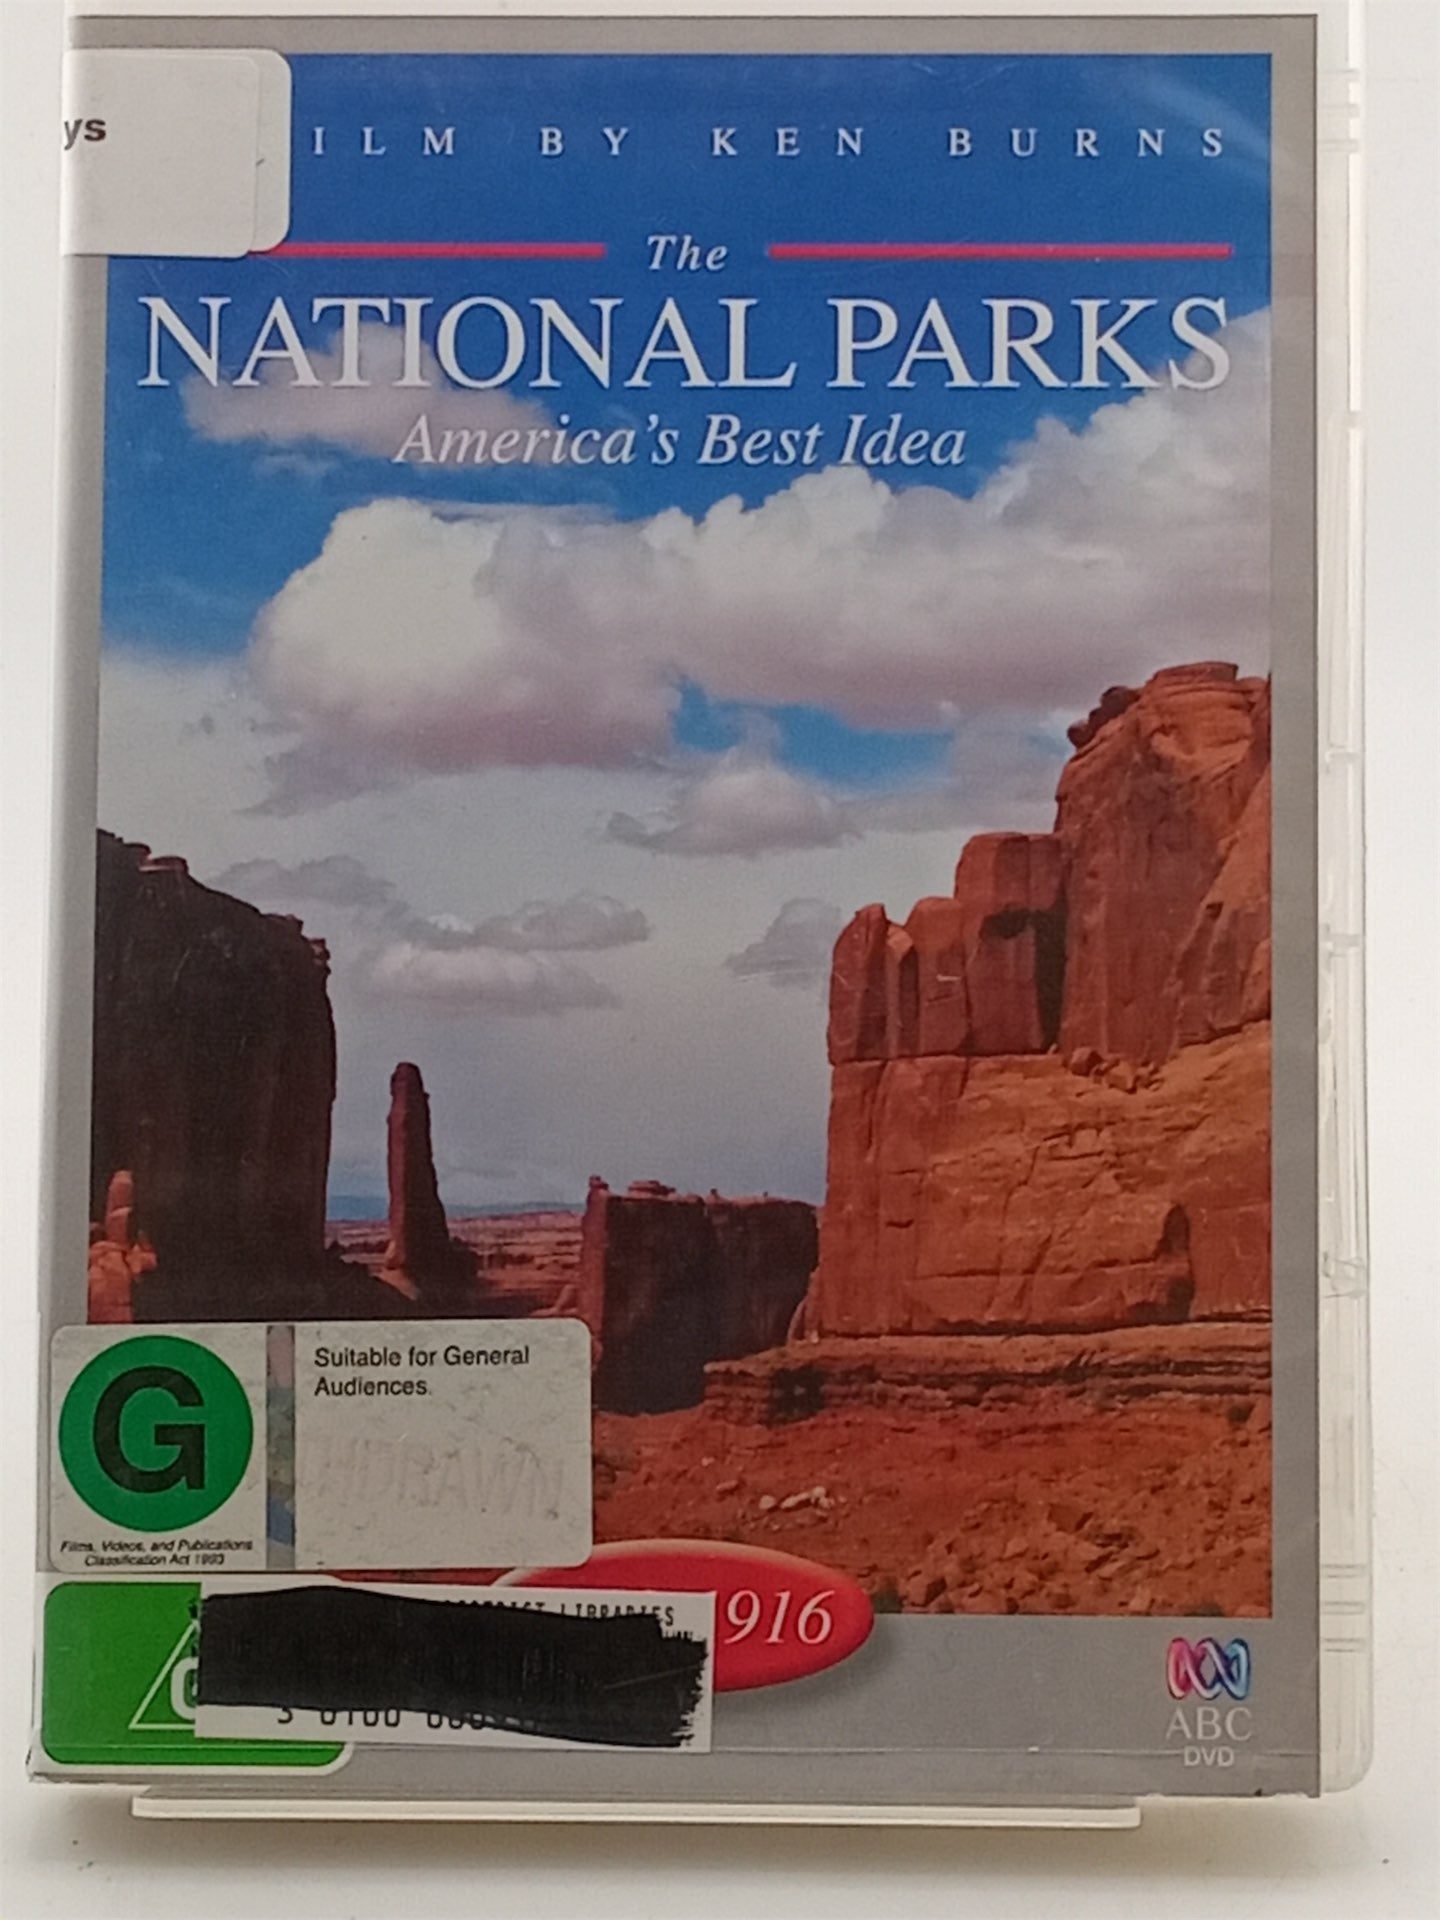 ys
ILM BY KEN BURNS
The
NATIONAL PARKS
America's Best Idea
Suitable for General
Audiences.
G
Films, Videos, and Publications
Classification Act 1993
LIBRARIES
916
G
ABC
DVD